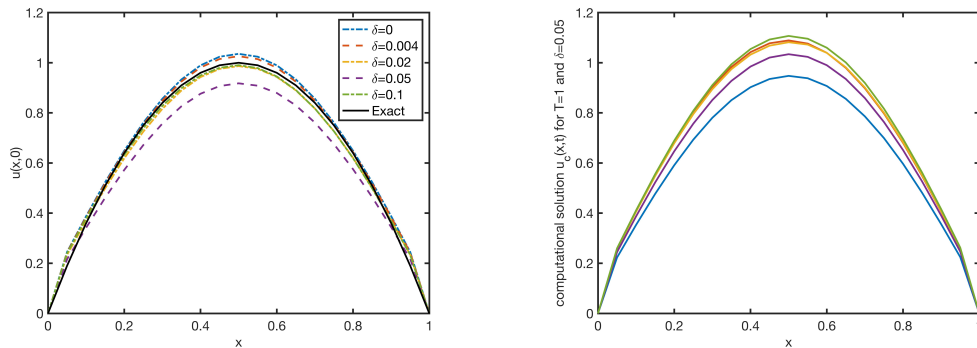 1.2
1
0.8
0.6
0.4
0.2
0
0
0.2
0.4
0.6
0.8
1
x
u(x,0)
δ=0
δ=0.004
δ=0.02
δ=0.05
δ=0.1
Exact
1.2
1
0.8
0.6
0.4
0.2
0
0
0.2
0.4
0.6
0.8
x
computational solution u_c(x,t) for T=1 and δ=0.05